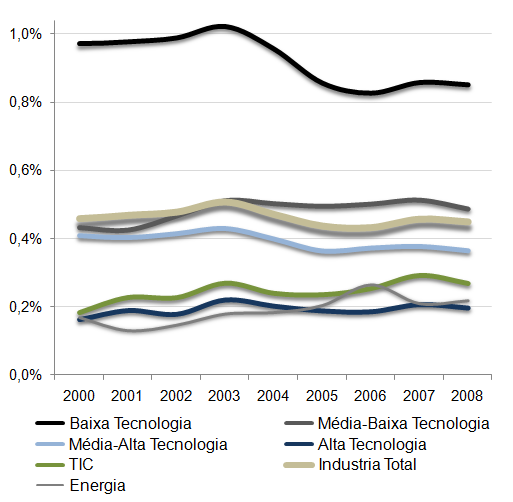 1,0%
0,8%
0,6%
0,4%
0,2%
0,0%
2000 2001 2002 2003 2004 2005 2006 2007 2008
Baixa Tecnologia Média-Baixa Tecnologia
Média-Alta Tecnologia Alta Tecnologia
TIC Industria Total
Energia